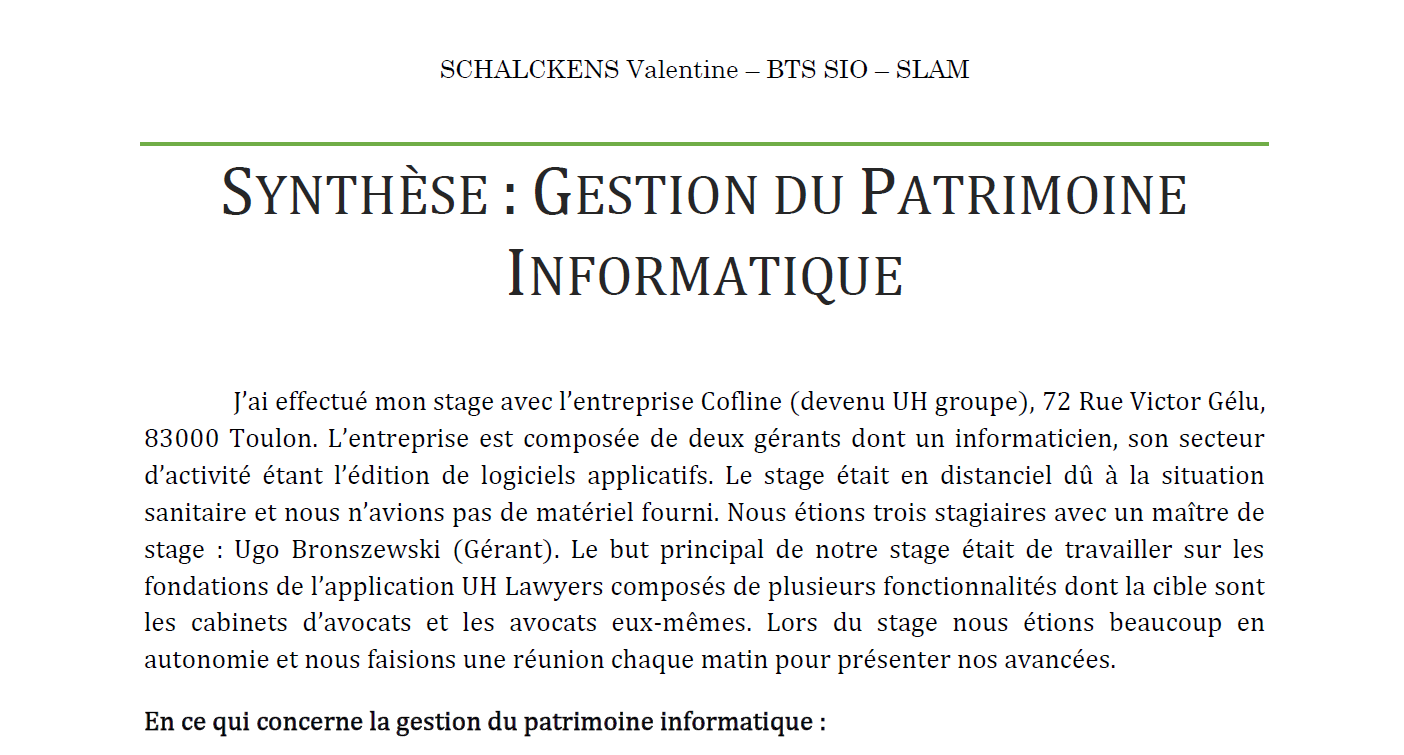 SCHALCKENS Valentine – BTS SIO – SLAM
SYNTHÈSE : GESTION DU PATRIMOINE
INFORMATIQUE
J’ai effectué mon stage avec l’entreprise Cofline (devenu UH groupe), 72 Rue Victor Gélu,
83000 Toulon. L’entreprise est composée de deux gérants dont un informaticien, son secteur
d’activité étant l’édition de logiciels applicatifs. Le stage était en distanciel dû à la situation
sanitaire et nous n’avions pas de matériel fourni. Nous étions trois stagiaires avec un maître de
stage : Ugo Bronszewski (Gérant). Le but principal de notre stage était de travailler sur les
fondations de l’application UH Lawyers composés de plusieurs fonctionnalités dont la cible sont
les cabinets d’avocats et les avocats eux-mêmes. Lors du stage nous étions beaucoup en
autonomie et nous faisions une réunion chaque matin pour présenter nos avancées.
En ce qui concerne la gestion du patrimoine informatique :